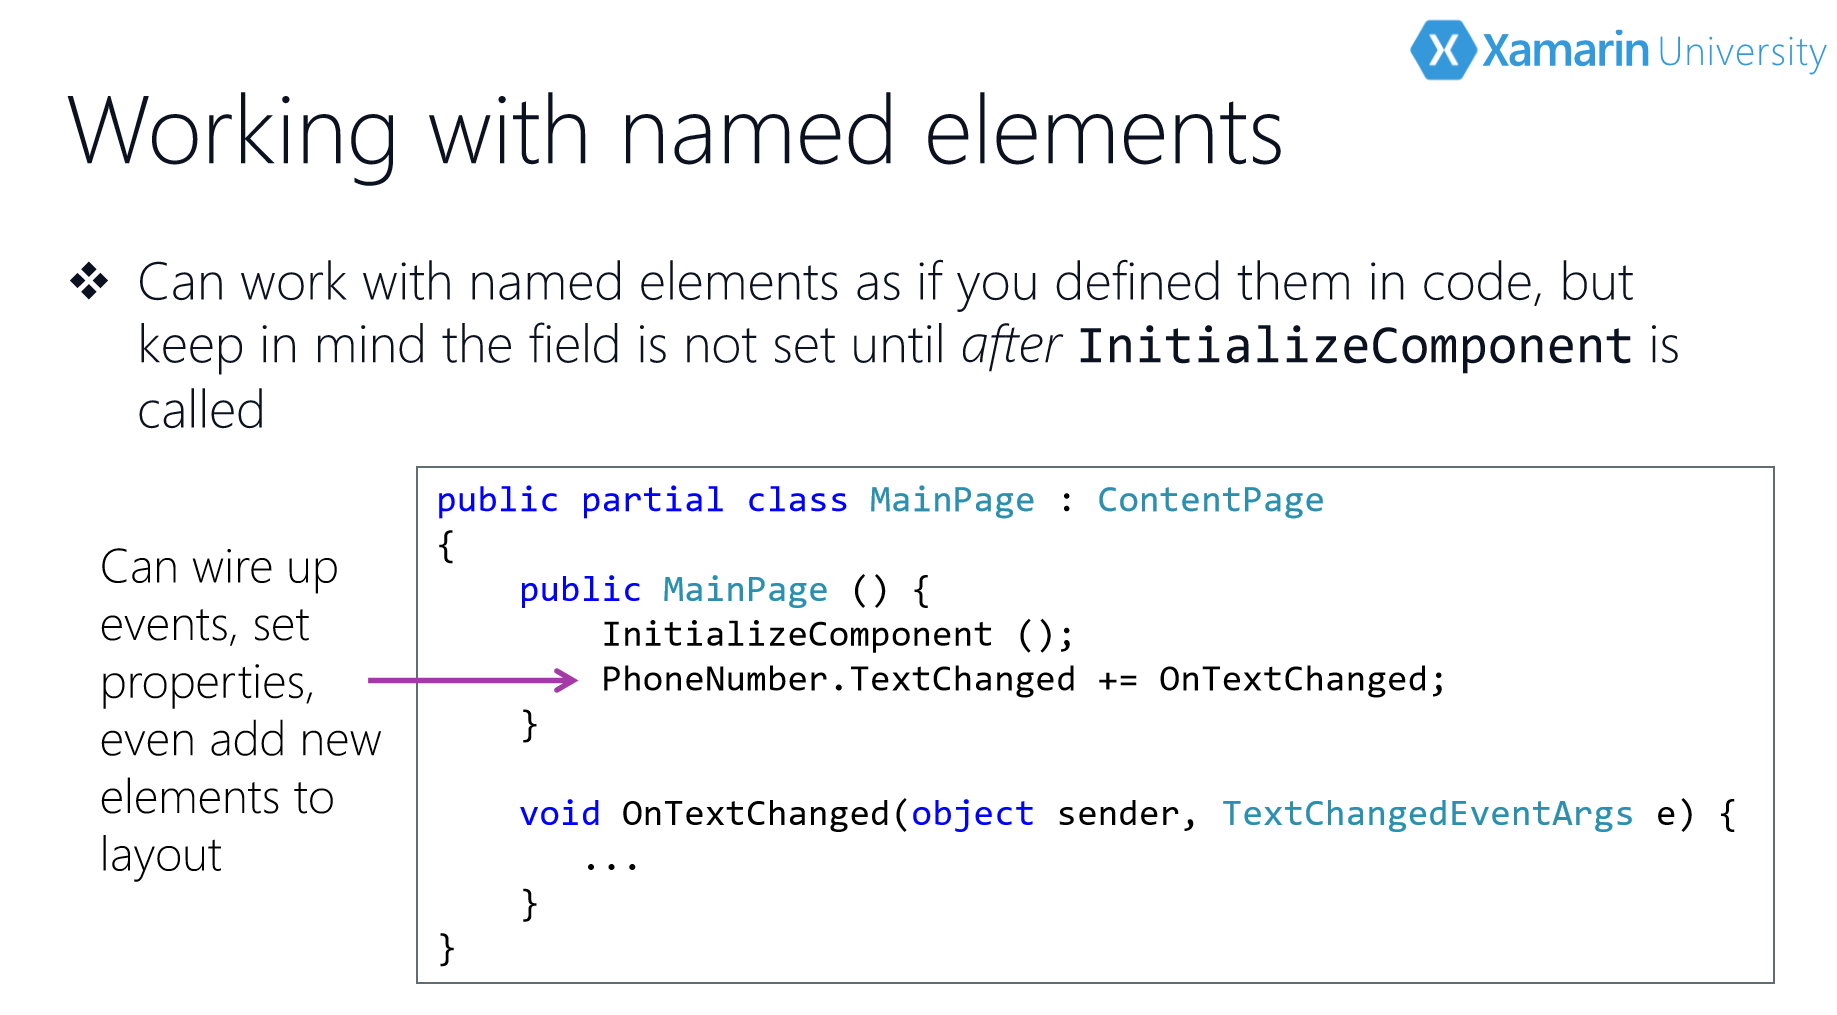 Xamarin University
Working with named elements
❖ Can work with named elements as if you defined them in code, but
keep in mind the field is not set until after InitializeComponent is
called
Can wire up
events, set
properties,
even add new
elements to
layout
public partial class MainPage : ContentPage
{
    public MainPage () {
        InitializeComponent ();
        PhoneNumber.TextChanged += OnTextChanged;
    }
    void OnTextChanged(object sender, TextChangedEventArgs e) {
       ...
    }
}